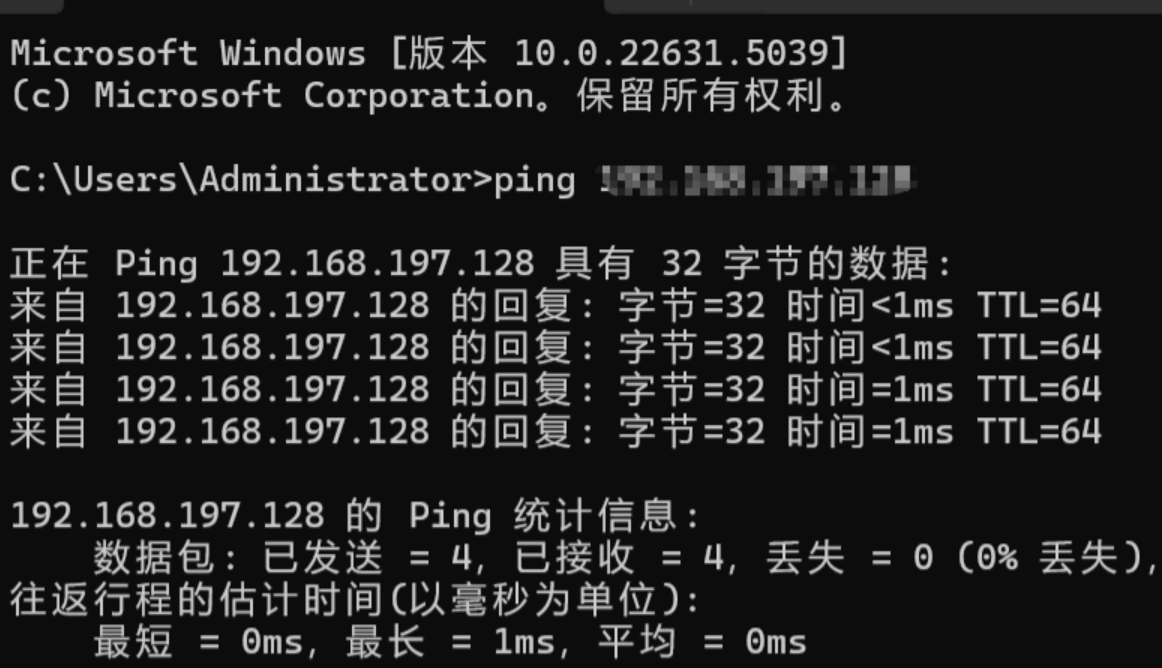 Microsoft Windows [版本 10.0.22631.5039]
(c) Microsoft Corporation。保留所有权利。
C:\Users\Administrator>ping
正在 Ping 192.168.197.128 具有 32 字节的数据:
来自 192.168.197.128 的回复: 字节=32 时间<1ms TTL=64
来自 192.168.197.128 的回复: 字节=32 时间<1ms TTL=64
来自 192.168.197.128 的回复: 字节=32 时间=1ms TTL=64
来自 192.168.197.128 的回复: 字节=32 时间=1ms TTL=64
192.168.197.128 的 Ping 统计信息:
数据包: 已发送 = 4, 已接收 = 4, 丢失 = 0 (0% 丢失),
往返行程的估计时间(以毫秒为单位):
最短 = 0ms, 最长 = 1ms, 平均 = 0ms